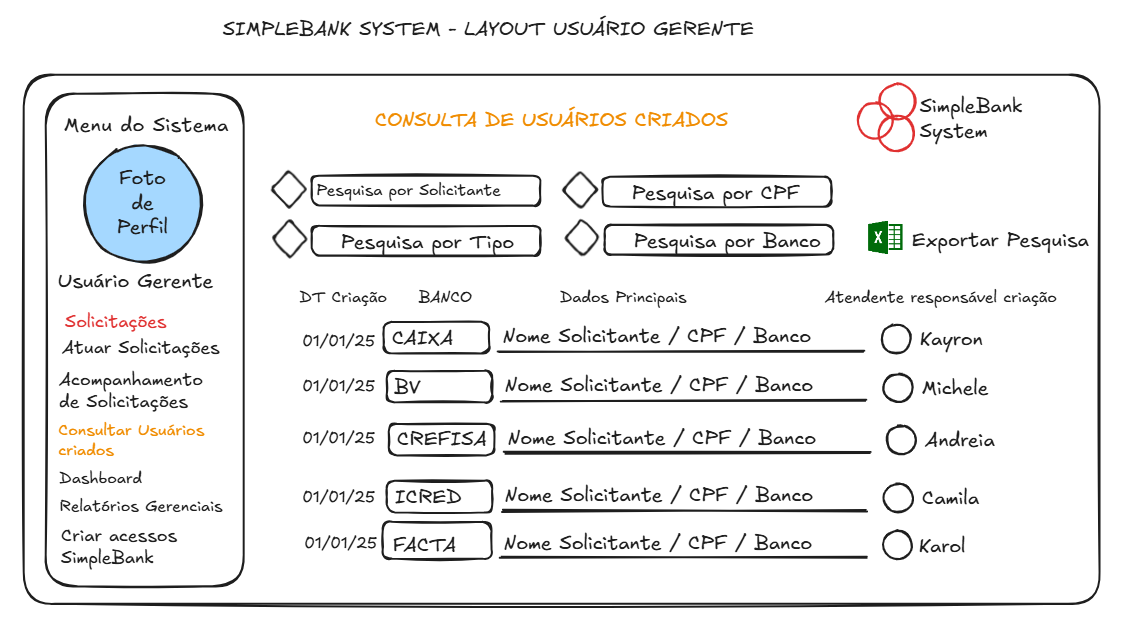 SIMPLEBANK SYSTEM - LAYOUT USUÁRIO GERENTE
Menu do Sistema
Foto
de
Perfil
Usuário Gerente
Solicitações
Atuar Solicitações
Acompanhamento
de Solicitações
Consultar Usuários
criados
Dashboard
Relatórios Gerenciais
Criar acessos
SimpleBank
CONSULTA DE USUÁRIOS CRIADOS
SimpleBank
System
Pesquisa por Solicitante
Pesquisa por CPF
Pesquisa por Tipo
Pesquisa por Banco
X
Exportar Pesquisa
DT Criação BANCO Dados Principais Atendente responsável criação
01/01/25 CAIXA Nome Solicitante / CPF / Banco Kayron
01/01/25 BV Nome Solicitante / CPF / Banco Michele
01/01/25 CREFISA Nome Solicitante / CPF / Banco Andreia
01/01/25 ICRED Nome Solicitante / CPF / Banco Camila
01/01/25 FACTA Nome Solicitante / CPF / Banco Karol